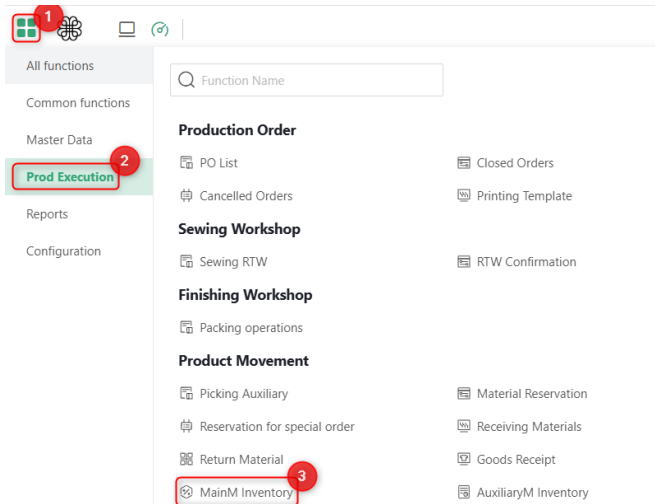 1
All functions
Function Name
Common functions
Production Order
Master Data
PO List
Closed Orders
2
Prod Execution
Cancelled Orders
Printing Template
Reports
Sewing Workshop
Configuration
Sewing RTW
RTW Confirmation
Finishing Workshop
Packing operations
Product Movement
Picking Auxiliary
Material Reservation
Reservation for special order
Receiving Materials
Return Material
Goods Receipt
3
MainM Inventory
AuxiliaryM Inventory